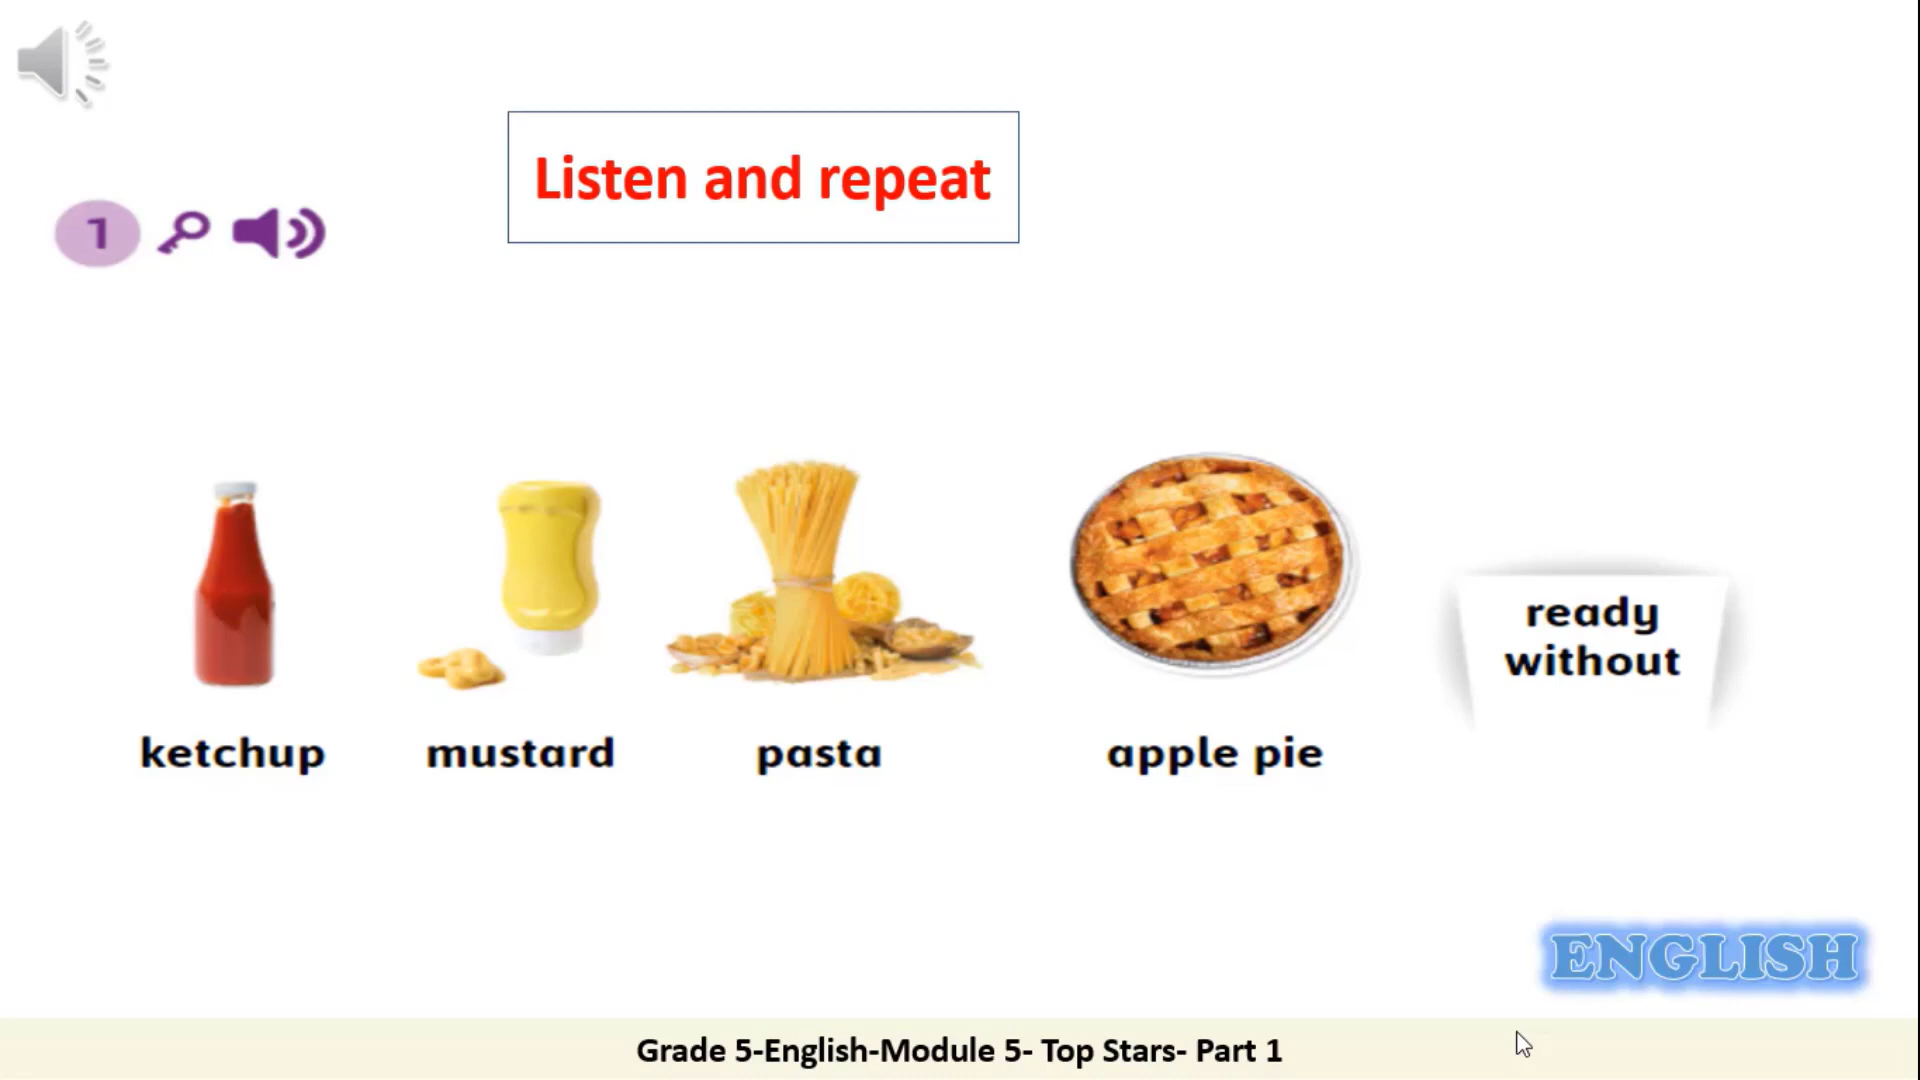 Listen and repeat
1
ready
without
ketchup
mustard
pasta
apple pie
ENGLISH
Grade 5-English-Module 5- Top Stars- Part 1